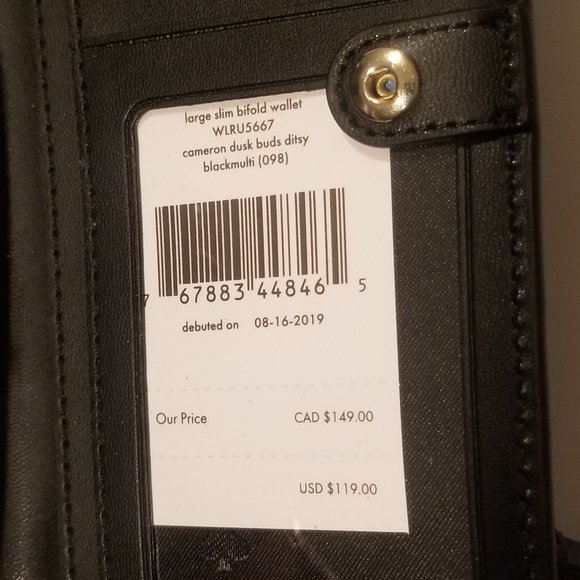 large slim bifold wallet
WLRU5667
cameron dusk buds ditsy
blackmulti (098)
7 67883 44846 5
debuted on 08-16-2019
Our Price CAD $149.00
USD $119.00